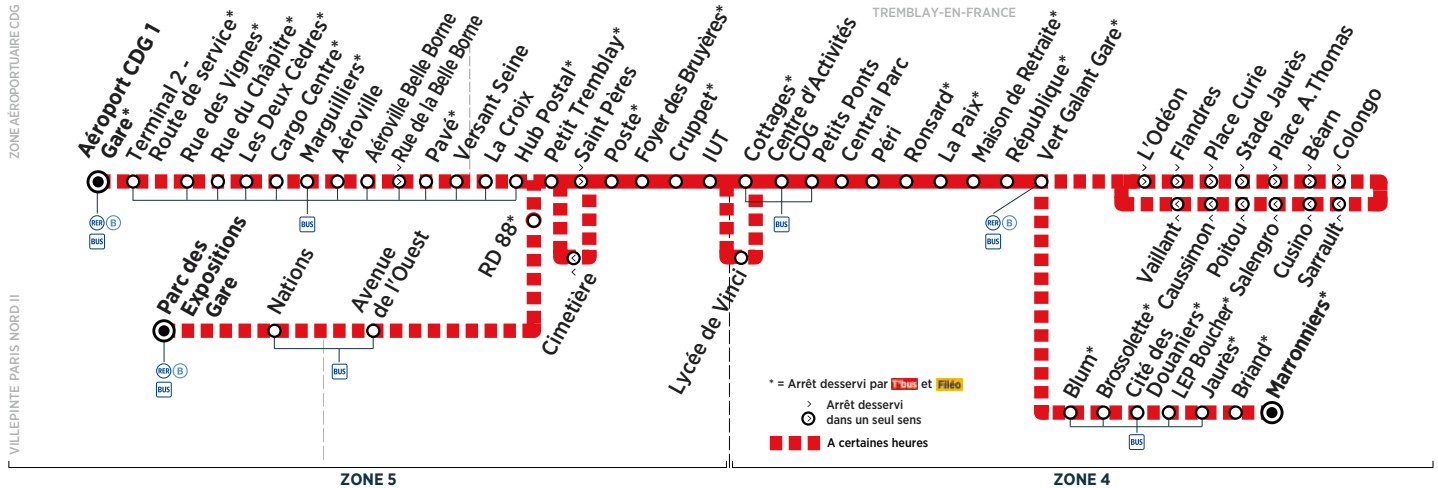 ZONE AÉROPORTUAIRE CDG
TREMBLAY-EN-FRANCE
Aéroport CDG 1
Gare*
Terminal 2 -
Route de service*
Rue des Vignes*
Rue du Châpitre*
Les Deux Cèdres*
Cargo Centre*
Marguilliers*
Aéroville
Aéroville Belle Borne
Rue de la Belle Borne
Pavé*
Versant Seine
La Croix
Hub Postal*
Petit Tremblay*
Saint Pères
Poste*
Foyer des Bruyères*
Cruppet*
IUT
Cottages*
Centre d'Activités
CDG
Petits Ponts
Central Parc
Péri
Ronsard*
La Paix*
Maison de Retraite*
République*
Vert Galant Gare*
L'Odéon
Flandres
Place Curie
Stade Jaurès
Place A.Thomas
Béarn
Colongo
RER B
BUS
BUS
BUS
RER B
BUS
Vaillant
Caussimon
Poitou
Salengro
Cusino
Sarrault
RD 88*
Cimetière
Lycée de Vinci
VILLEPINTE PARIS NORD II
Parc des
Expositions
Gare
Nations
Avenue
de l'Ouest
RER B
BUS
BUS
Blum*
Brossolette*
Cité des
Douaniers*
LEP Boucher*
Jaurès*
Briand*
Marronniers*
BUS
* = Arrêt desservi par T'bus et Filéo
Arrêt desservi
dans un seul sens
A certaines heures
ZONE 5
ZONE 4